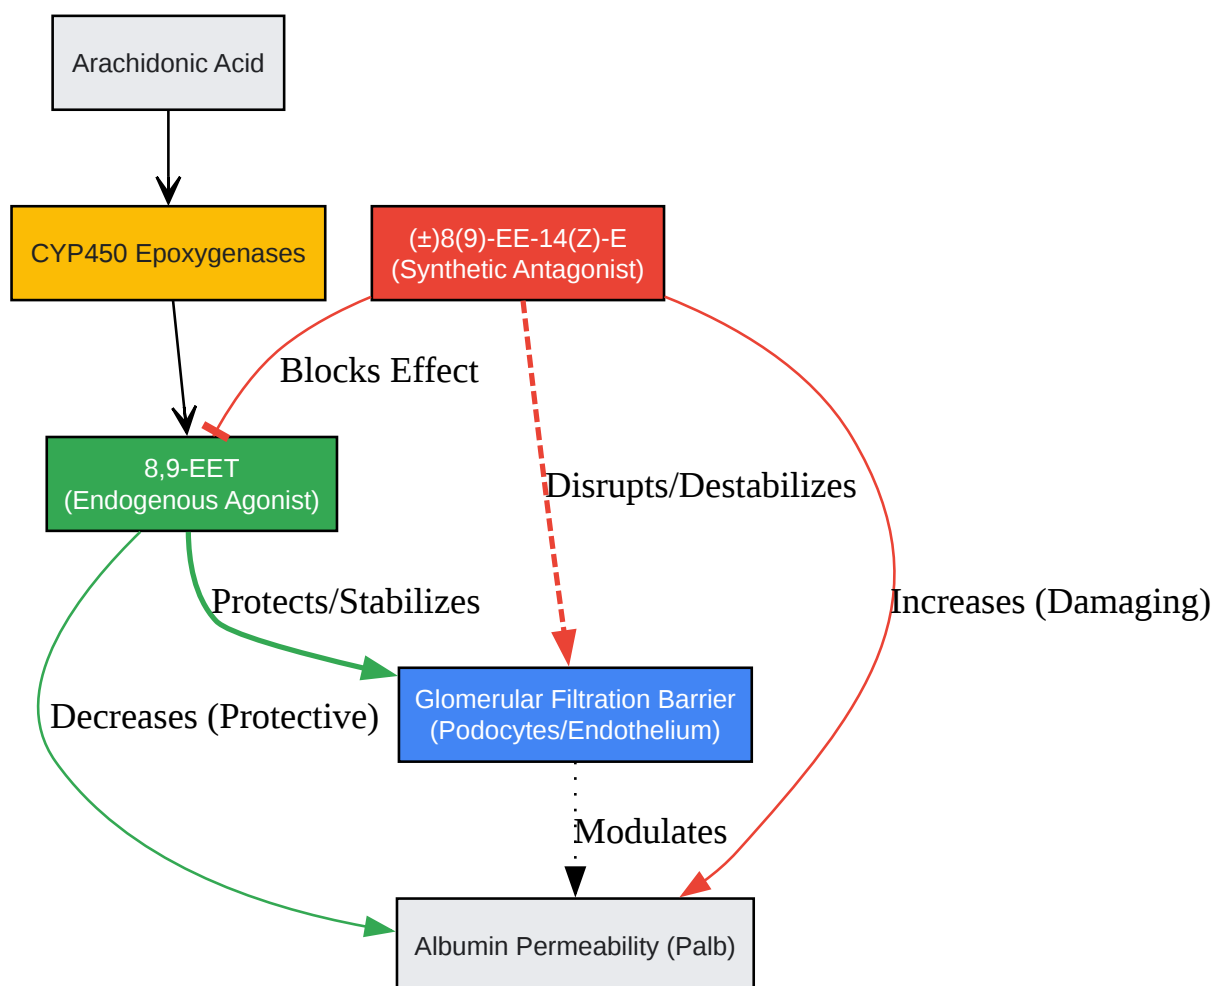 Arachidonic Acid
CYP450 Epoxygenases
(±)8(9)-EE-14(Z)-E
(Synthetic Antagonist)
Blocks Effect
8,9-EET
(Endogenous Agonist)
Disrupts/Destabilizes
Protects/Stabilizes
Increases (Damaging)
Glomerular Filtration Barrier
(Podocytes/Endothelium)
Decreases (Protective)
Modulates
Albumin Permeability (Palb)